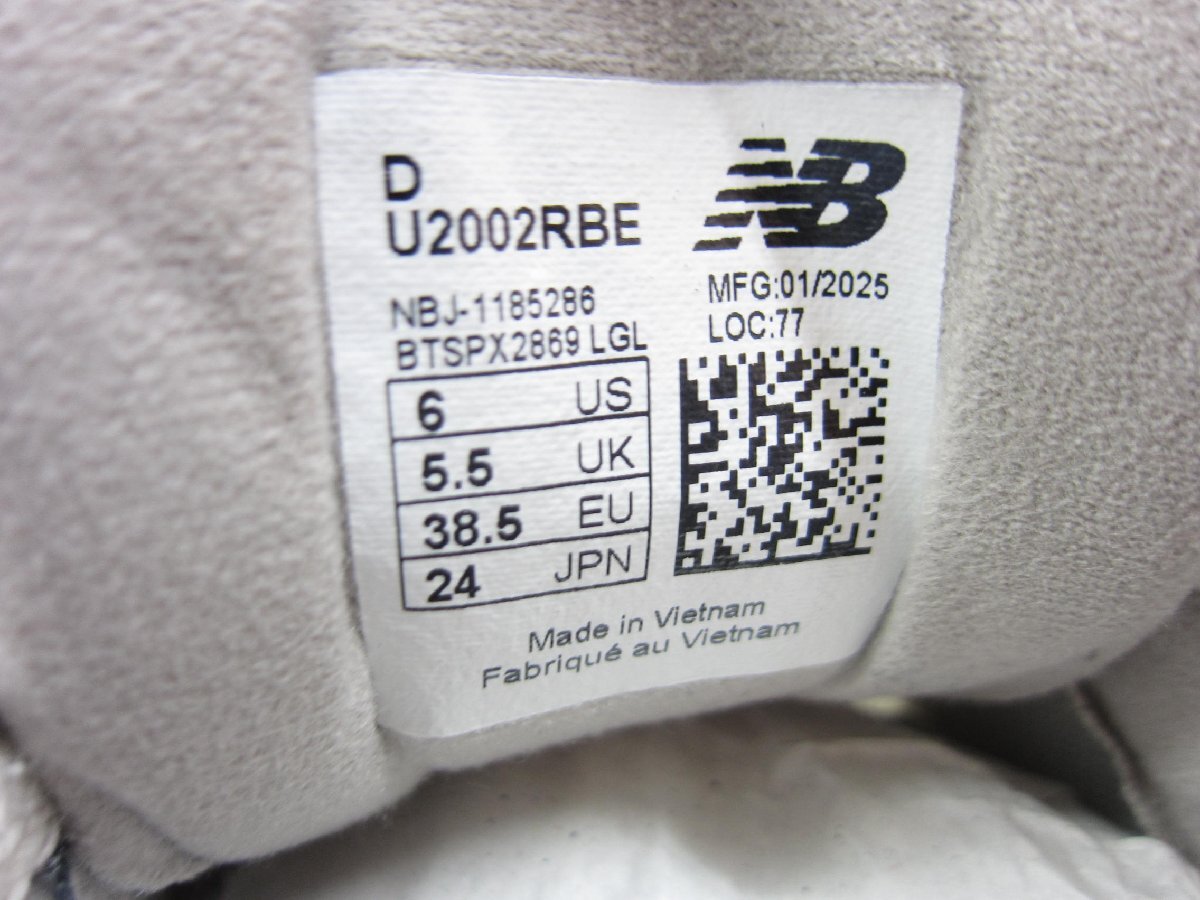 D
U2002RBE
NB
NBJ-1185286
BTSPX2869 LGL
MFG:01/2025
LOC:77
6 US
5.5 UK
38.5 EU
24 JPN
Made in Vietnam
Fabriqué au Vietnam